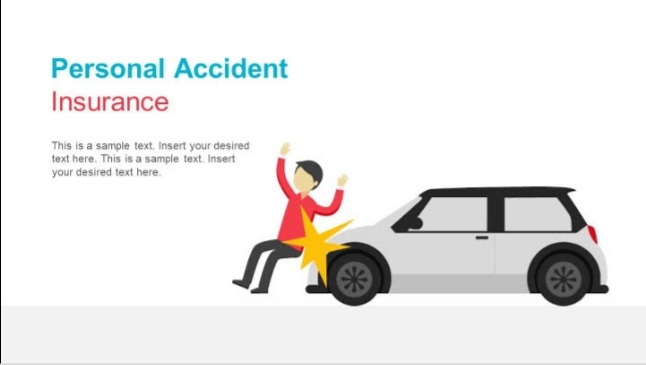 Personal Accident
Insurance
This is a sample text. Insert your desired
text here. This is a sample text. Insert
your desired text here.